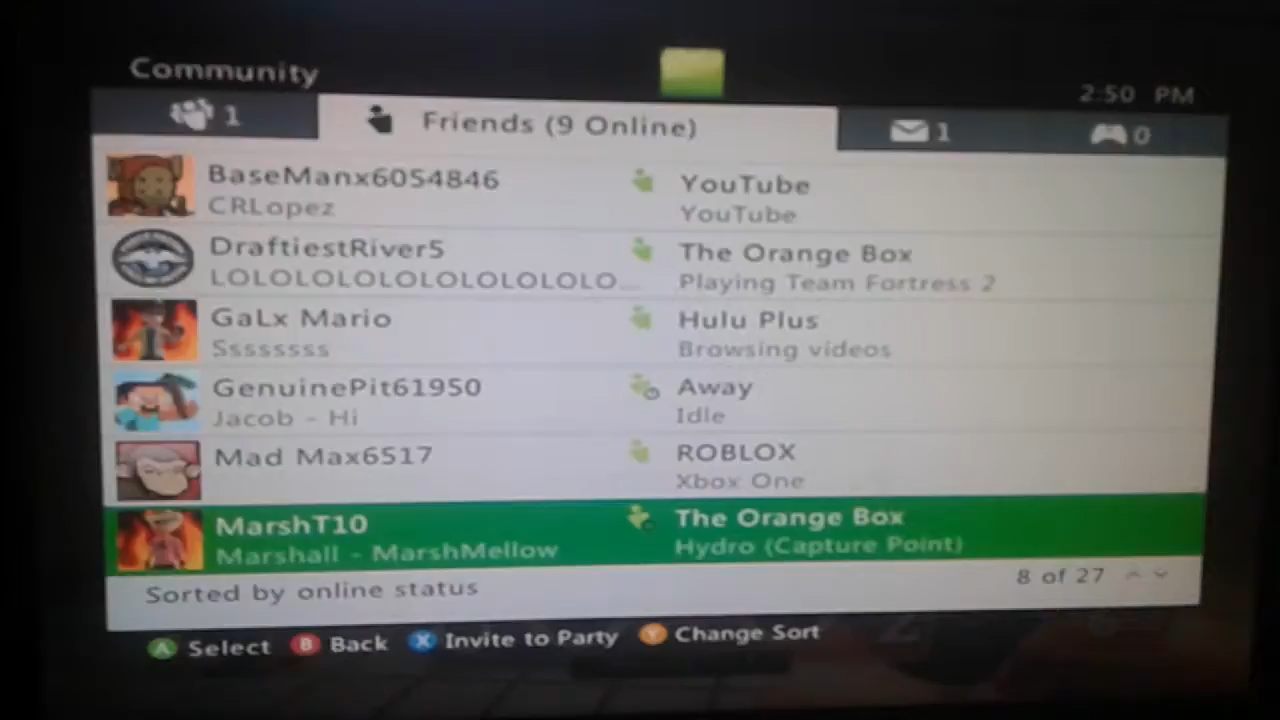 Community
2:50 PM
1
Friends (9 Online)
1
0
BaseManx6054846
YouTube
CRLopez
YouTube
DraftiestRiver5
The Orange Box
LOLOLOLOLOLOLOLOLOLO...
Playing Team Fortress 2
GaLx Mario
Hulu Plus
Ssssssss
Browsing videos
GenuinePit61950
Away
Jacob - Hi
Idle
Mad Max6517
ROBLOX
Xbox One
MarshT10
The Orange Box
Marshall - MarshMellow
Hydro (Capture Point)
Sorted by online status
8 of 27
A Select B Back X Invite to Party Y Change Sort